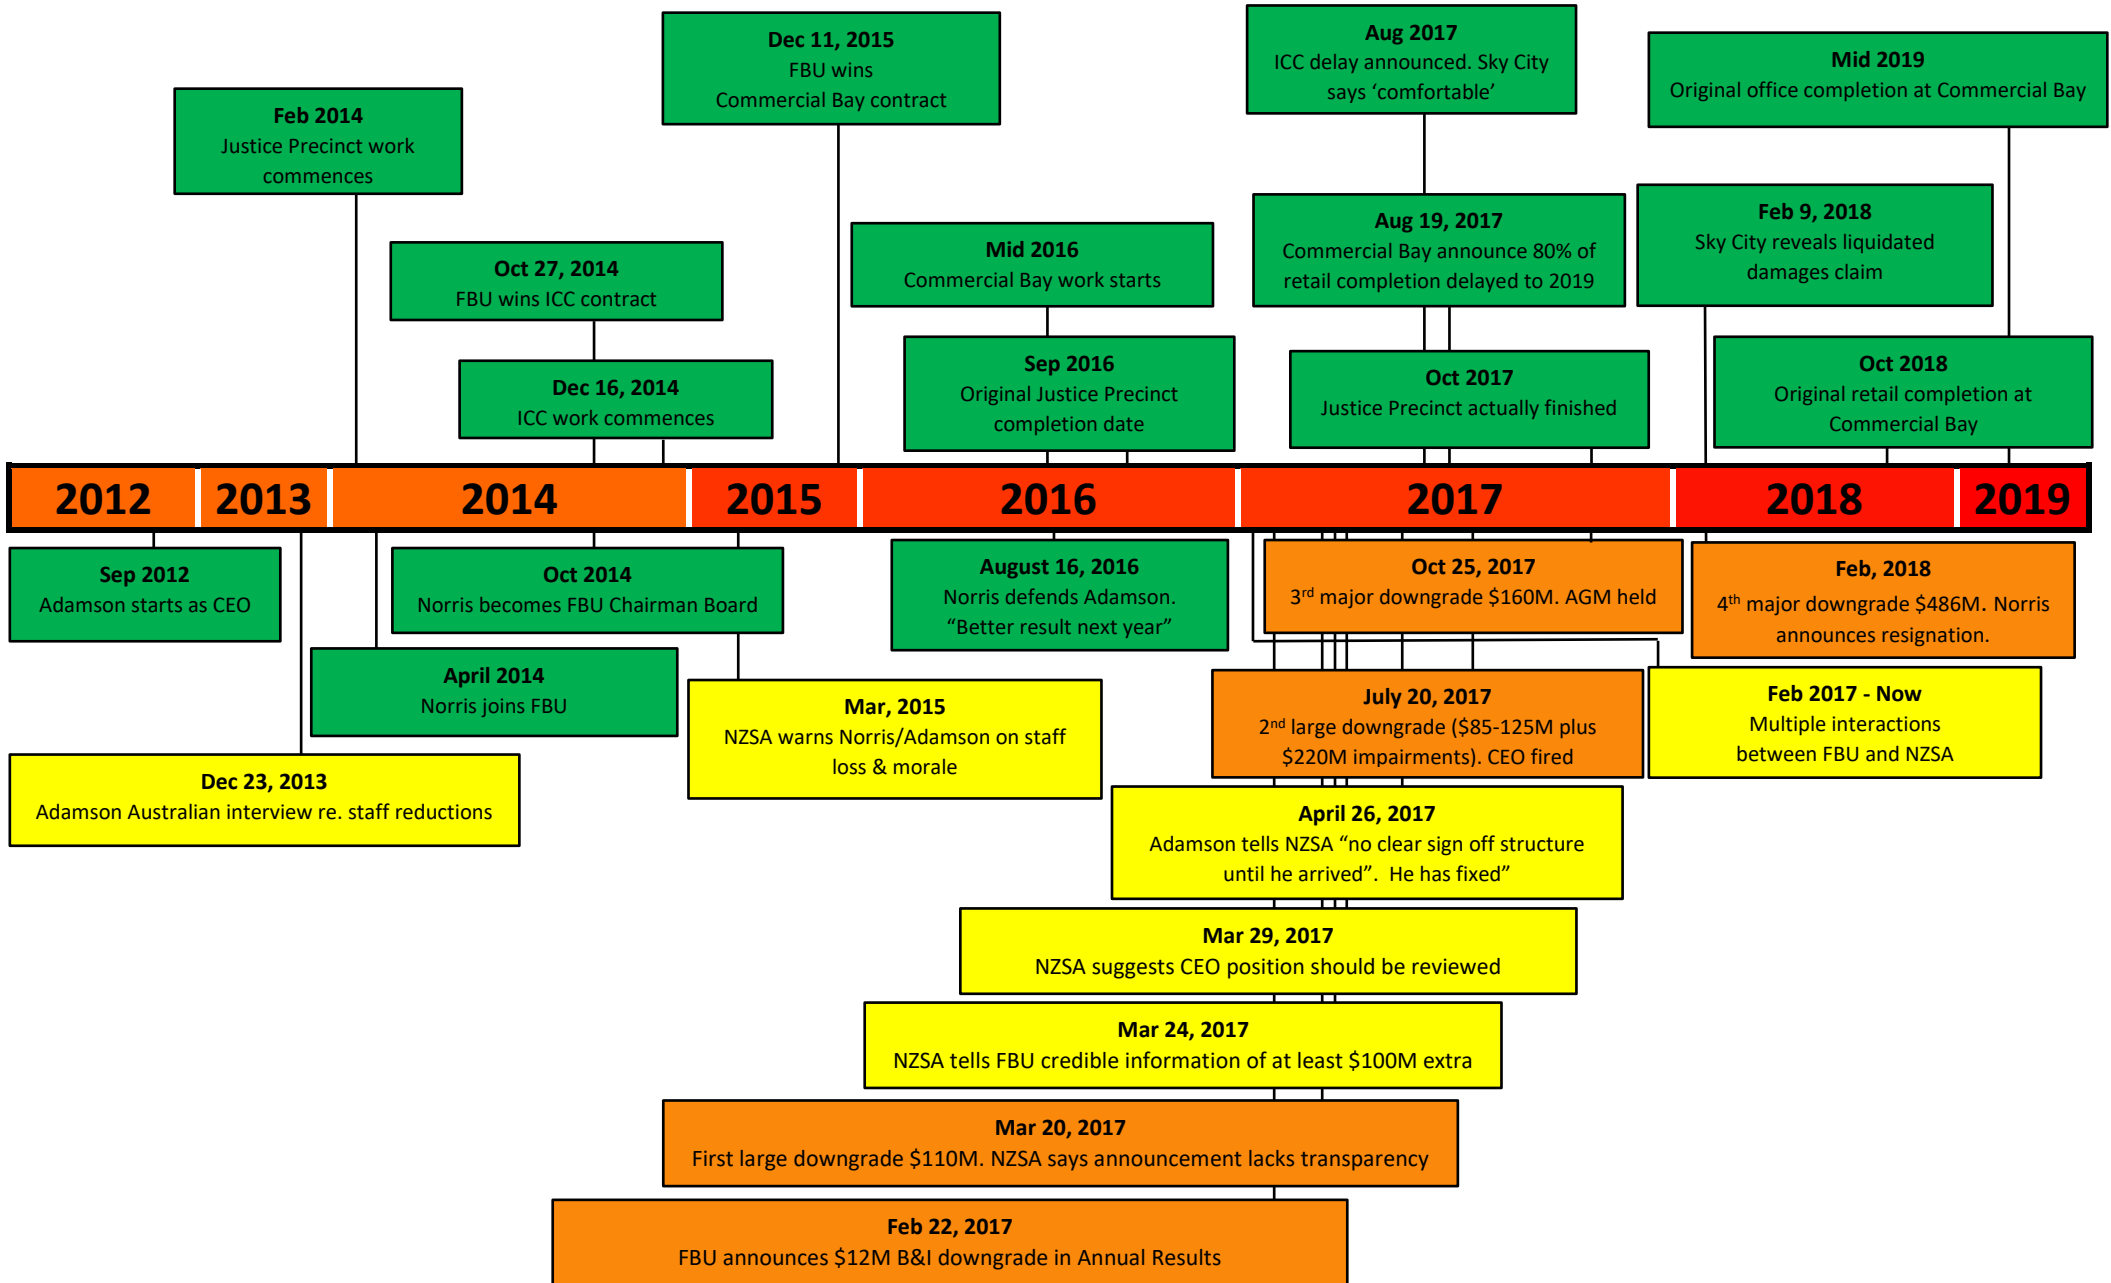 Dec 11, 2015
FBU wins
Commercial Bay contract
Aug 2017
ICC delay announced. Sky City
says ‘comfortable’
Mid 2019
Original office completion at Commercial Bay
Feb 2014
Justice Precinct work
commences
Aug 19, 2017
Commercial Bay announce 80% of
retail completion delayed to 2019
Feb 9, 2018
Sky City reveals liquidated
damages claim
Oct 27, 2014
FBU wins ICC contract
Mid 2016
Commercial Bay work starts
Dec 16, 2014
ICC work commences
Sep 2016
Original Justice Precinct
completion date
Oct 2017
Justice Precinct actually finished
Oct 2018
Original retail completion at
Commercial Bay
2012 2013 2014 2015 2016 2017 2018 2019
Sep 2012
Adamson starts as CEO
Oct 2014
Norris becomes FBU Chairman Board
August 16, 2016
Norris defends Adamson.
“Better result next year”
Oct 25, 2017
3rd major downgrade $160M. AGM held
Feb, 2018
4th major downgrade $486M. Norris
announces resignation.
April 2014
Norris joins FBU
Mar, 2015
NZSA warns Norris/Adamson on staff
loss & morale
July 20, 2017
2nd large downgrade ($85-125M plus
$220M impairments). CEO fired
Feb 2017 - Now
Multiple interactions
between FBU and NZSA
Dec 23, 2013
Adamson Australian interview re. staff reductions
April 26, 2017
Adamson tells NZSA “no clear sign off structure
until he arrived”.  He has fixed”
Mar 29, 2017
NZSA suggests CEO position should be reviewed
Mar 24, 2017
NZSA tells FBU credible information of at least $100M extra
Mar 20, 2017
First large downgrade $110M. NZSA says announcement lacks transparency
Feb 22, 2017
FBU announces $12M B&I downgrade in Annual Results